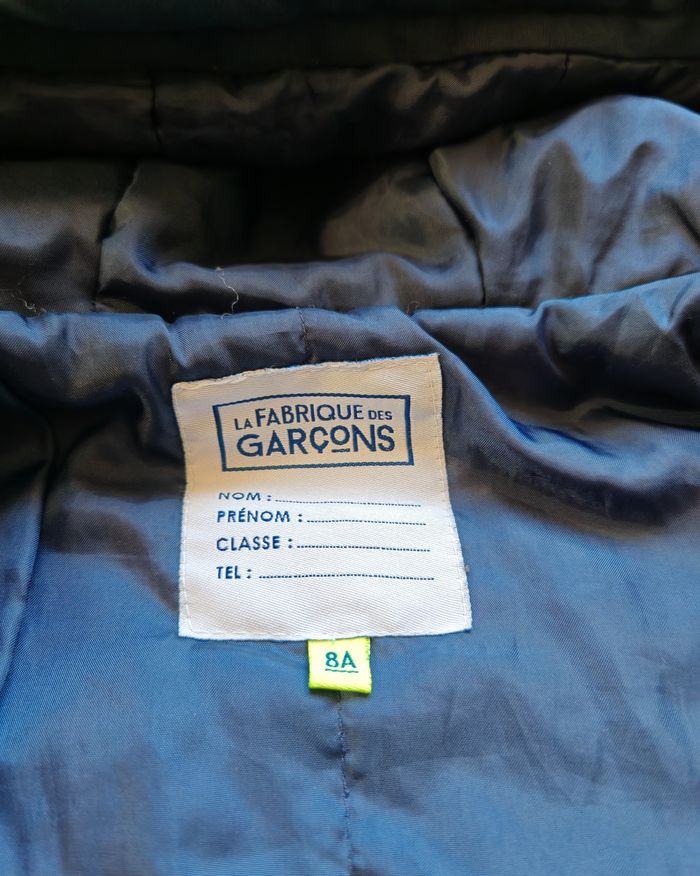 LA FABRIQUE DES
GARÇONS
NOM :
PRÉNOM :
CLASSE :
TEL :
8A